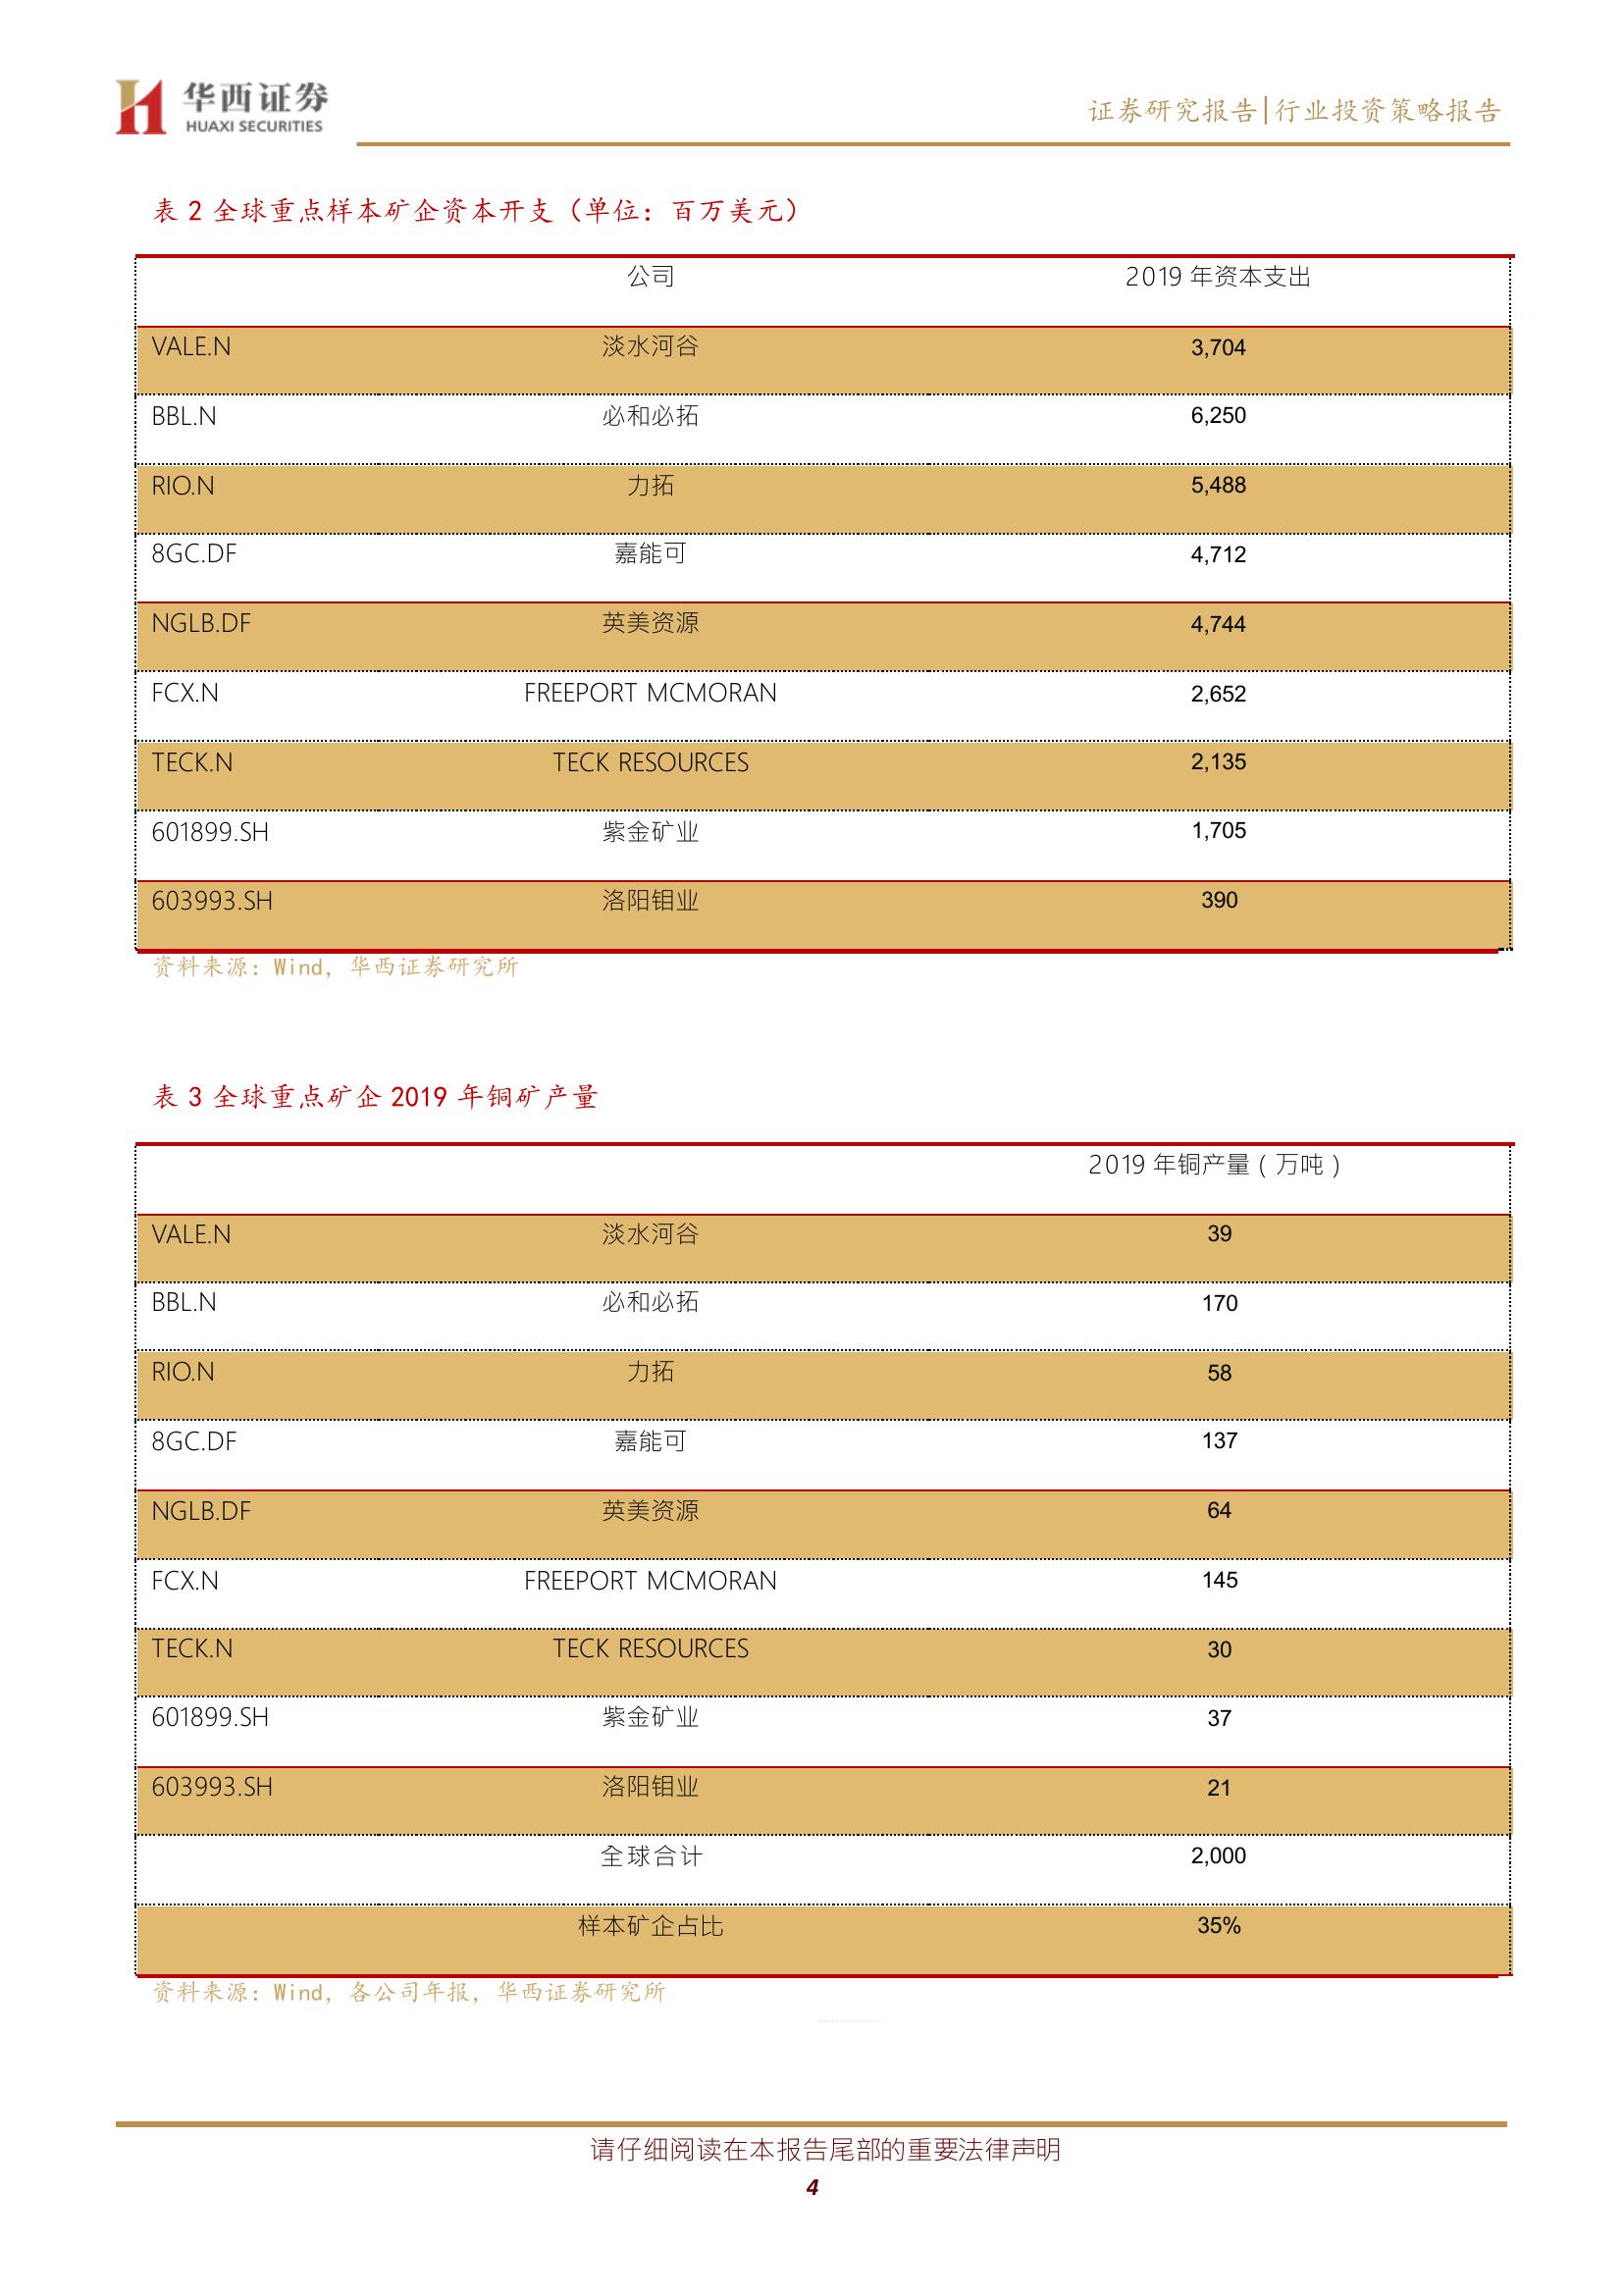 华西证券
HUAXI SECURITIES
证券研究报告|行业投资策略报告
表 2 全球重点样本矿企资本开支（单位：百万美元）
公司 2019 年资本支出
VALE.N 淡水河谷 3,704
BBL.N 必和必拓 6,250
RIO.N 力拓 5,488
8GC.DF 嘉能可 4,712
NGLB.DF 英美资源 4,744
FCX.N FREEPORT MCMORAN 2,652
TECK.N TECK RESOURCES 2,135
601899.SH 紫金矿业 1,705
603993.SH 洛阳钼业 390
资料来源：Wind，华西证券研究所
表 3 全球重点矿企 2019 年铜矿产量
2019 年铜产量（万吨）
VALE.N 淡水河谷 39
BBL.N 必和必拓 170
RIO.N 力拓 58
8GC.DF 嘉能可 137
NGLB.DF 英美资源 64
FCX.N FREEPORT MCMORAN 145
TECK.N TECK RESOURCES 30
601899.SH 紫金矿业 37
603993.SH 洛阳钼业 21
全球合计 2,000
样本矿企占比 35%
资料来源：Wind，各公司年报，华西证券研究所
请仔细阅读在本报告尾部的重要法律声明
4